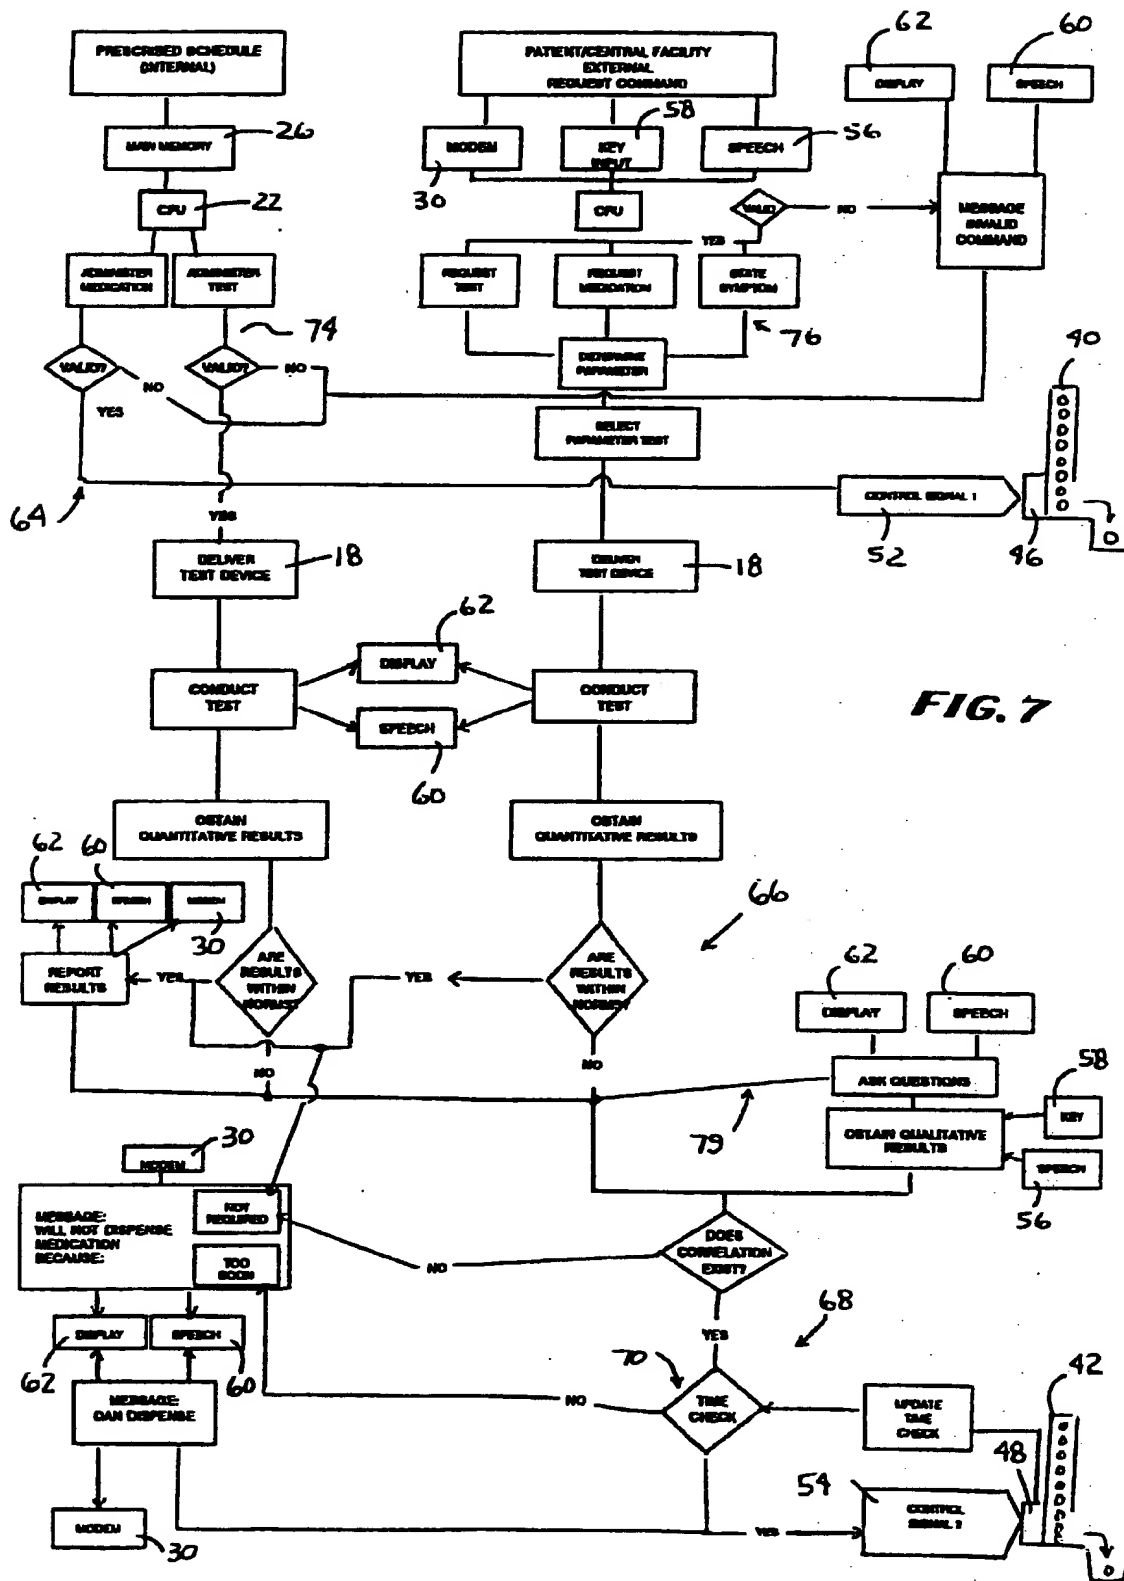 PRESCRISED SCHEDULE
(INTERNAL)
PATIENT/CENTRAL FACILITY
EXTERNAL
REQUEST COMMAND
62
60
DISPLAY
SPEECH
MAIN MEMORY
26
MODEM
30
58
KEY
INPUT
SPEECH
56
CPU
22
CPU
VALID
NO
YES
MESSAGE
INVALID
COMMAND
ADMINISTER
MEDICATION
ADMINISTER
TEST
REQUEST
TEST
REQUEST
MEDICATION
STATE
SYMPTOM
74
76
VALID?
NO
YES
VALID?
NO
DETERMINE
PARAMETER
40
SELECT
PARAMETER TEST
64
YES
CONTROL SIGNAL 1
52
46
DELIVER
TEST DEVICE
18
DELIVER
TEST DEVICE
18
62
DISPLAY
CONDUCT
TEST
SPEECH
60
CONDUCT
TEST
FIG. 7
OBTAIN
QUANTITATIVE RESULTS
OBTAIN
QUANTITATIVE RESULTS
62
60
DISPLAY
SPEECH
MODEM
30
66
REPORT
RESULTS
YES
ARE
RESULTS
WITHIN
NORMS?
YES
ARE
RESULTS
WITHIN
NORMS?
62
60
DISPLAY
SPEECH
NO
NO
ASK QUESTIONS
79
58
KEY
OBTAIN QUALITATIVE
RESULTS
SPEECH
56
MODEM
30
MESSAGE:
WILL NOT DISPENSE
MEDICATION
BECAUSE:
NOT
REQUIRED
TOO
SOON
NO
DOES
CORRELATION
EXIST?
YES
68
DISPLAY
SPEECH
62
60
MESSAGE:
CAN DISPENSE
70
NO
TIME
CHECK
UPDATE
TIME
CHECK
42
48
54
CONTROL
SIGNAL 2
YES
MODEM
30